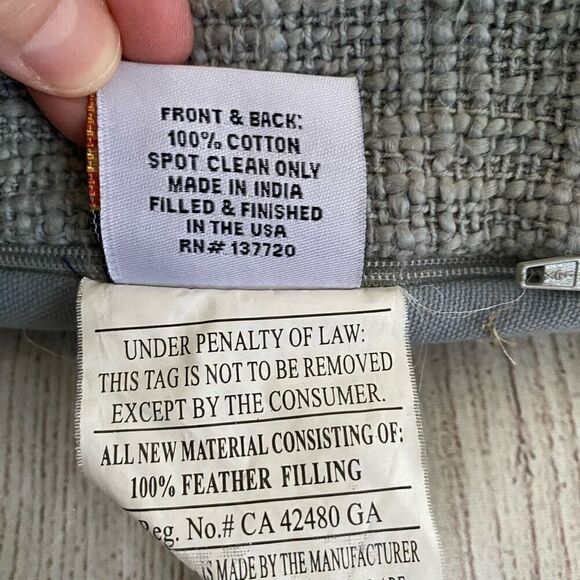 FRONT & BACK:
100% COTTON
SPOT CLEAN ONLY
MADE IN INDIA
FILLED & FINISHED
IN THE USA
RN# 137720
UNDER PENALTY OF LAW:
THIS TAG IS NOT TO BE REMOVED
EXCEPT BY THE CONSUMER.
ALL NEW MATERIAL CONSISTING OF:
100% FEATHER FILLING
Reg. No.# CA 42480 GA
IS MADE BY THE MANUFACTURER